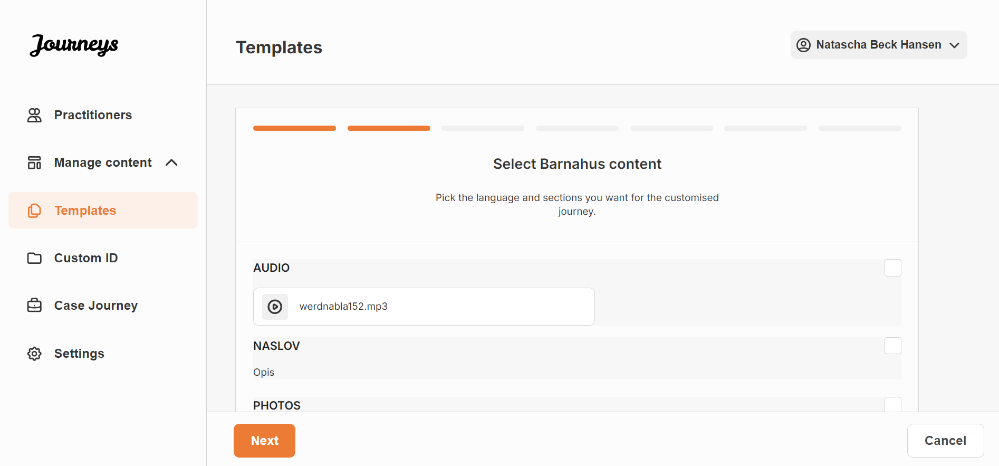 Journeys
Templates
Natascha Beck Hansen
Practitioners
Manage content
Templates
Custom ID
Case Journey
Settings
Select Barnahus content
Pick the language and sections you want for the customised
journey.
AUDIO
werdnabla152.mp3
NASLOV
Opis
PHOTOS
Next
Cancel